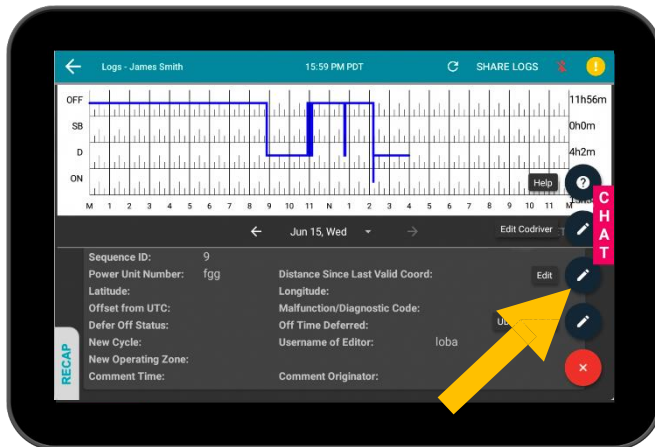 Logs - James Smith 15:59 PM PDT SHARE LOGS
OFF 11h56m
SB 0h0m
D 4h2m
ON
M 1 2 3 4 5 6 7 8 9 10 11 N 1 2 3 4 5 6 7 8 9 10 11 M
Help
CHAT
Jun 15, Wed
Edit Codriver
Sequence ID: 9
Power Unit Number: fgg Distance Since Last Valid Coord:
Edit
Latitude: Longitude:
Offset from UTC: Malfunction/Diagnostic Code:
Defer Off Status: Off Time Deferred:
New Cycle: Username of Editor: loba
New Operating Zone:
Comment Time: Comment Originator:
RECAP